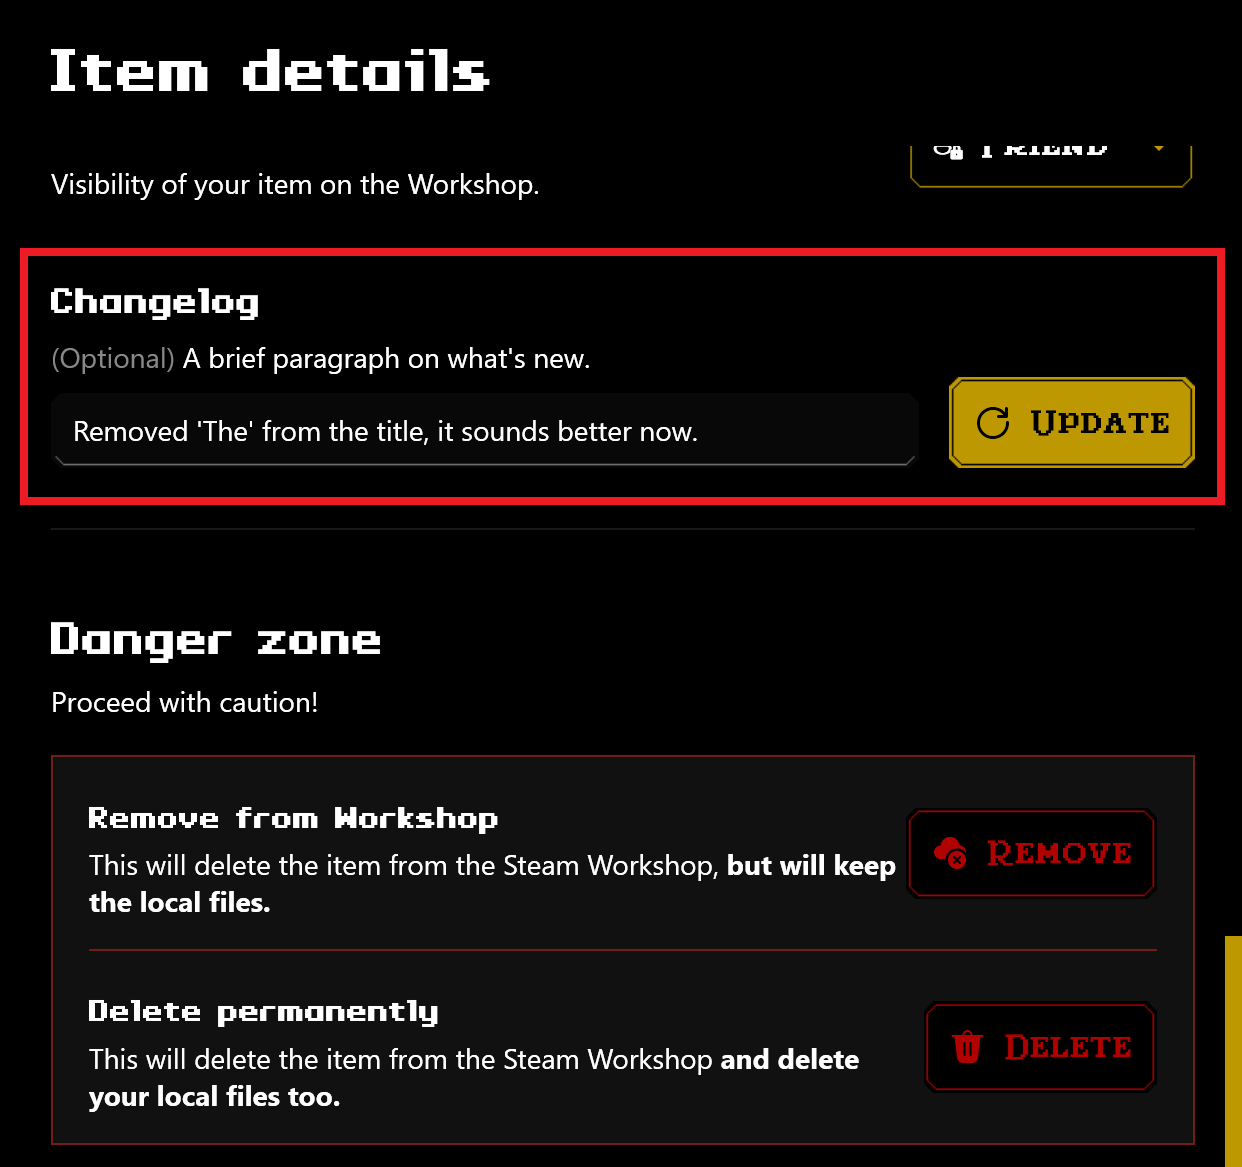 Item details
FRIEND
Visibility of your item on the Workshop.
Changelog
(Optional) A brief paragraph on what's new.
Removed 'The' from the title, it sounds better now.
UPDATE
Danger zone
Proceed with caution!
Remove from Workshop
This will delete the item from the Steam Workshop, but will keep
the local files.
REMOVE
Delete permanently
This will delete the item from the Steam Workshop and delete
your local files too.
DELETE